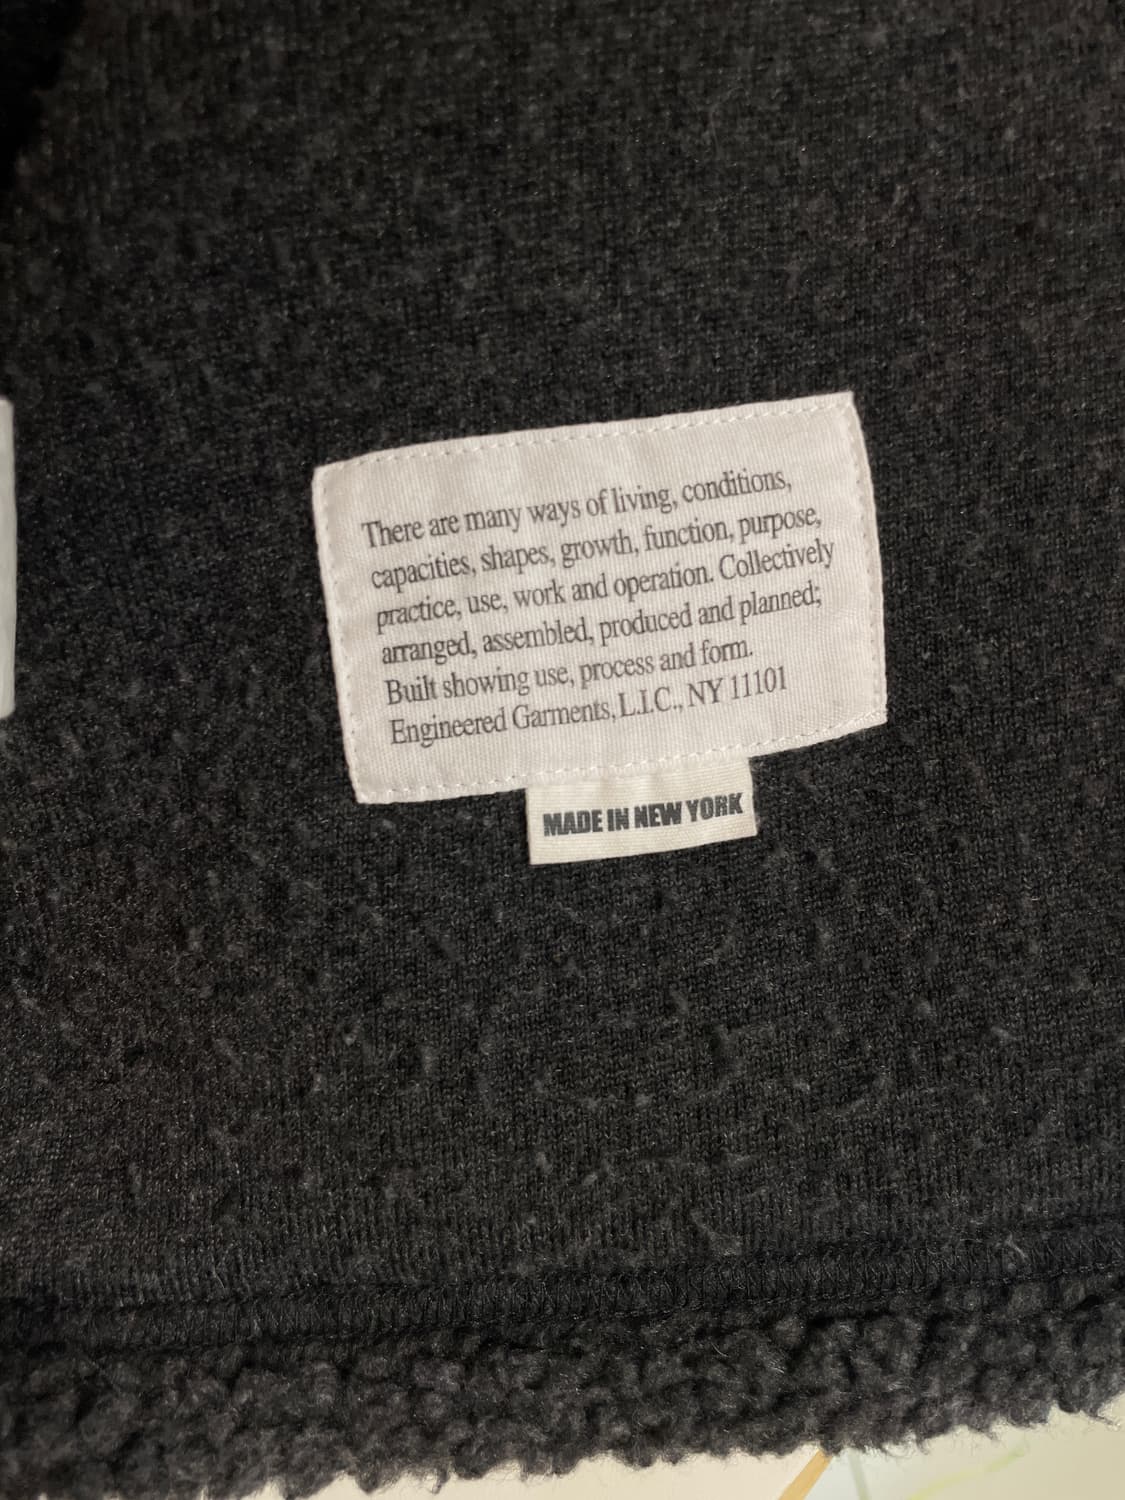 There are many ways of living, conditions,
capacities, shapes, growth, function, purpose,
practice, use, work and operation. Collectively
arranged, assembled, produced and planned;
Built showing use, process and form.
Engineered Garments, L.I.C., NY 11101
MADE IN NEW YORK